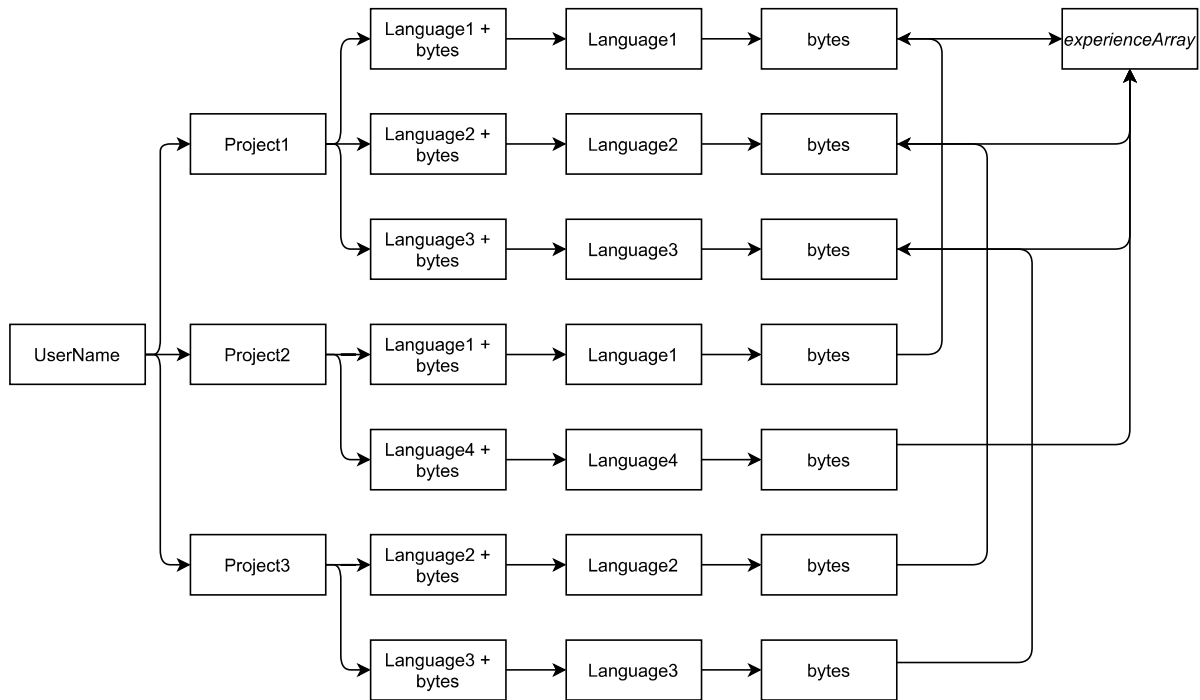 Language1 +
bytes
Language1
bytes
experienceArray
Project1
Language2 +
bytes
Language2
bytes
Language3 +
bytes
Language3
bytes
UserName
Project2
Language1 +
bytes
Language1
bytes
Language4 +
bytes
Language4
bytes
Project3
Language2 +
bytes
Language2
bytes
Language3 +
bytes
Language3
bytes